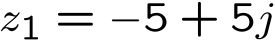 z₁ = −5 + 5j